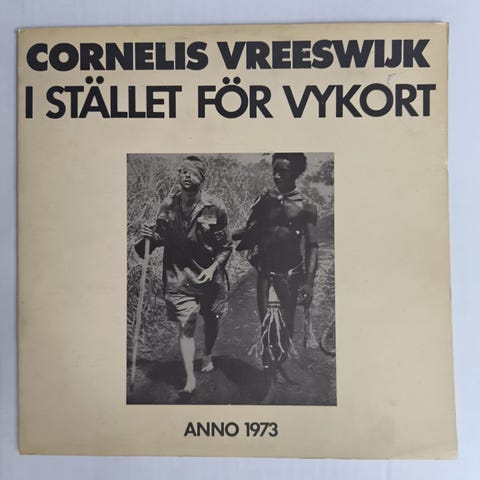 CORNELIS VREESWIJK
I STÄLLET FÖR VYKORT
ANNO 1973